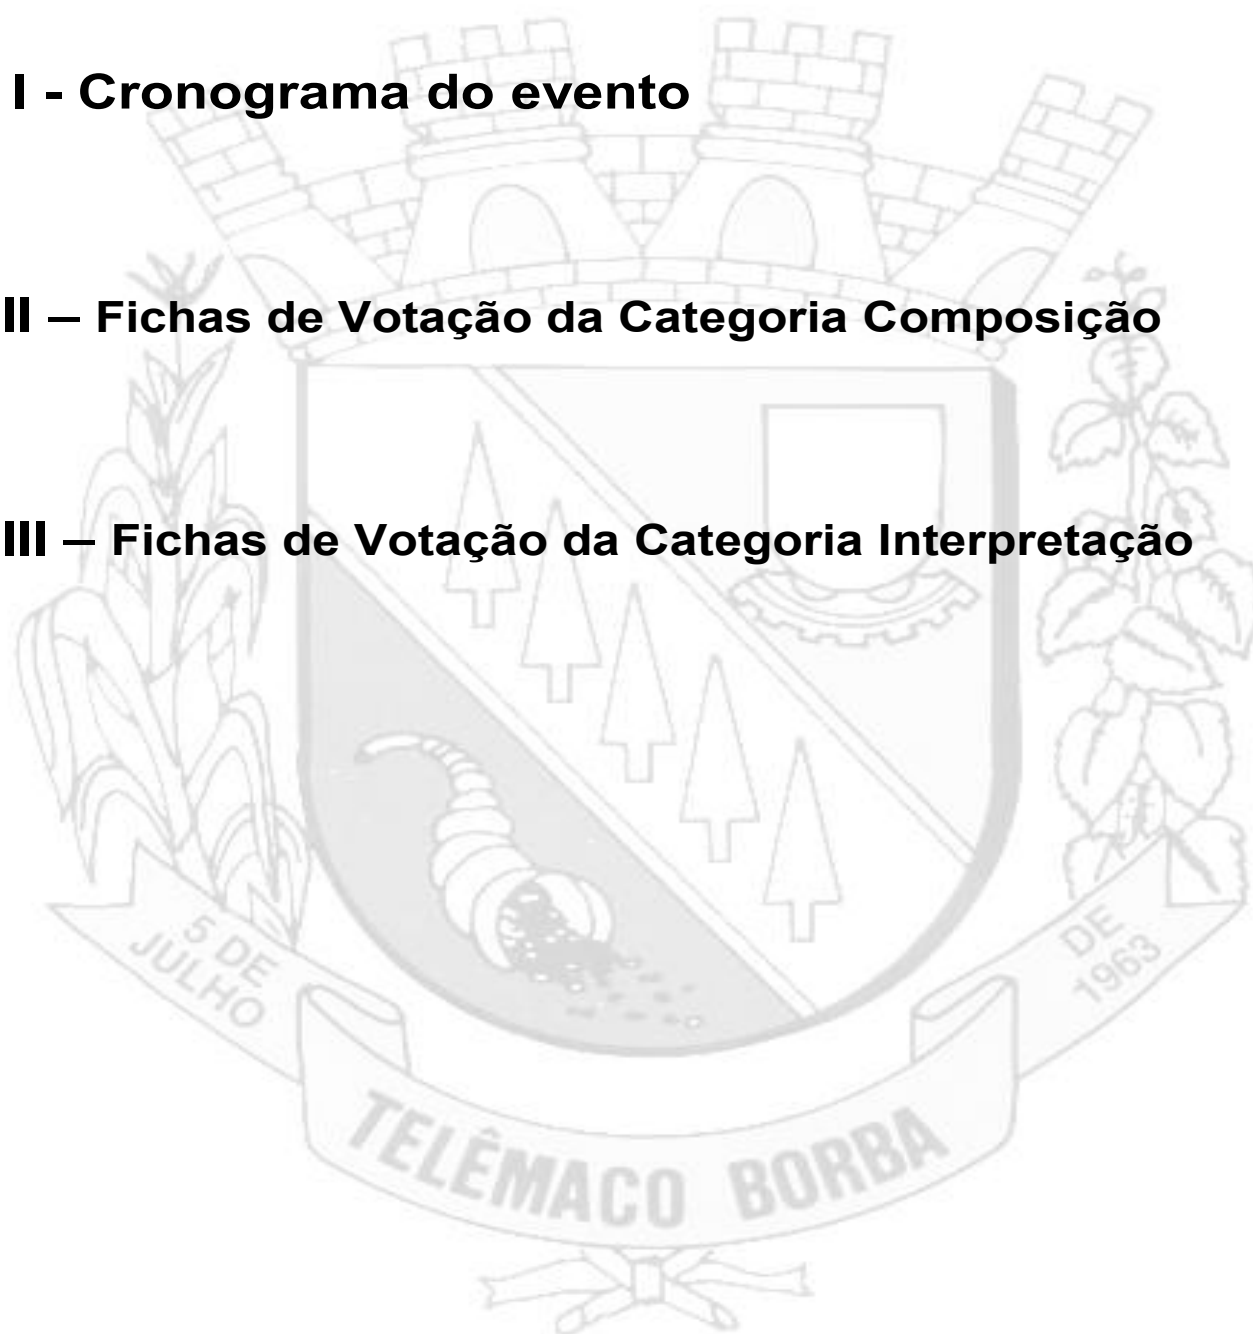 I - Cronograma do evento
II – Fichas de Votação da Categoria Composição
III – Fichas de Votação da Categoria Interpretação
5 DE
JULHO
DE
1963
TELÊMACO BORBA